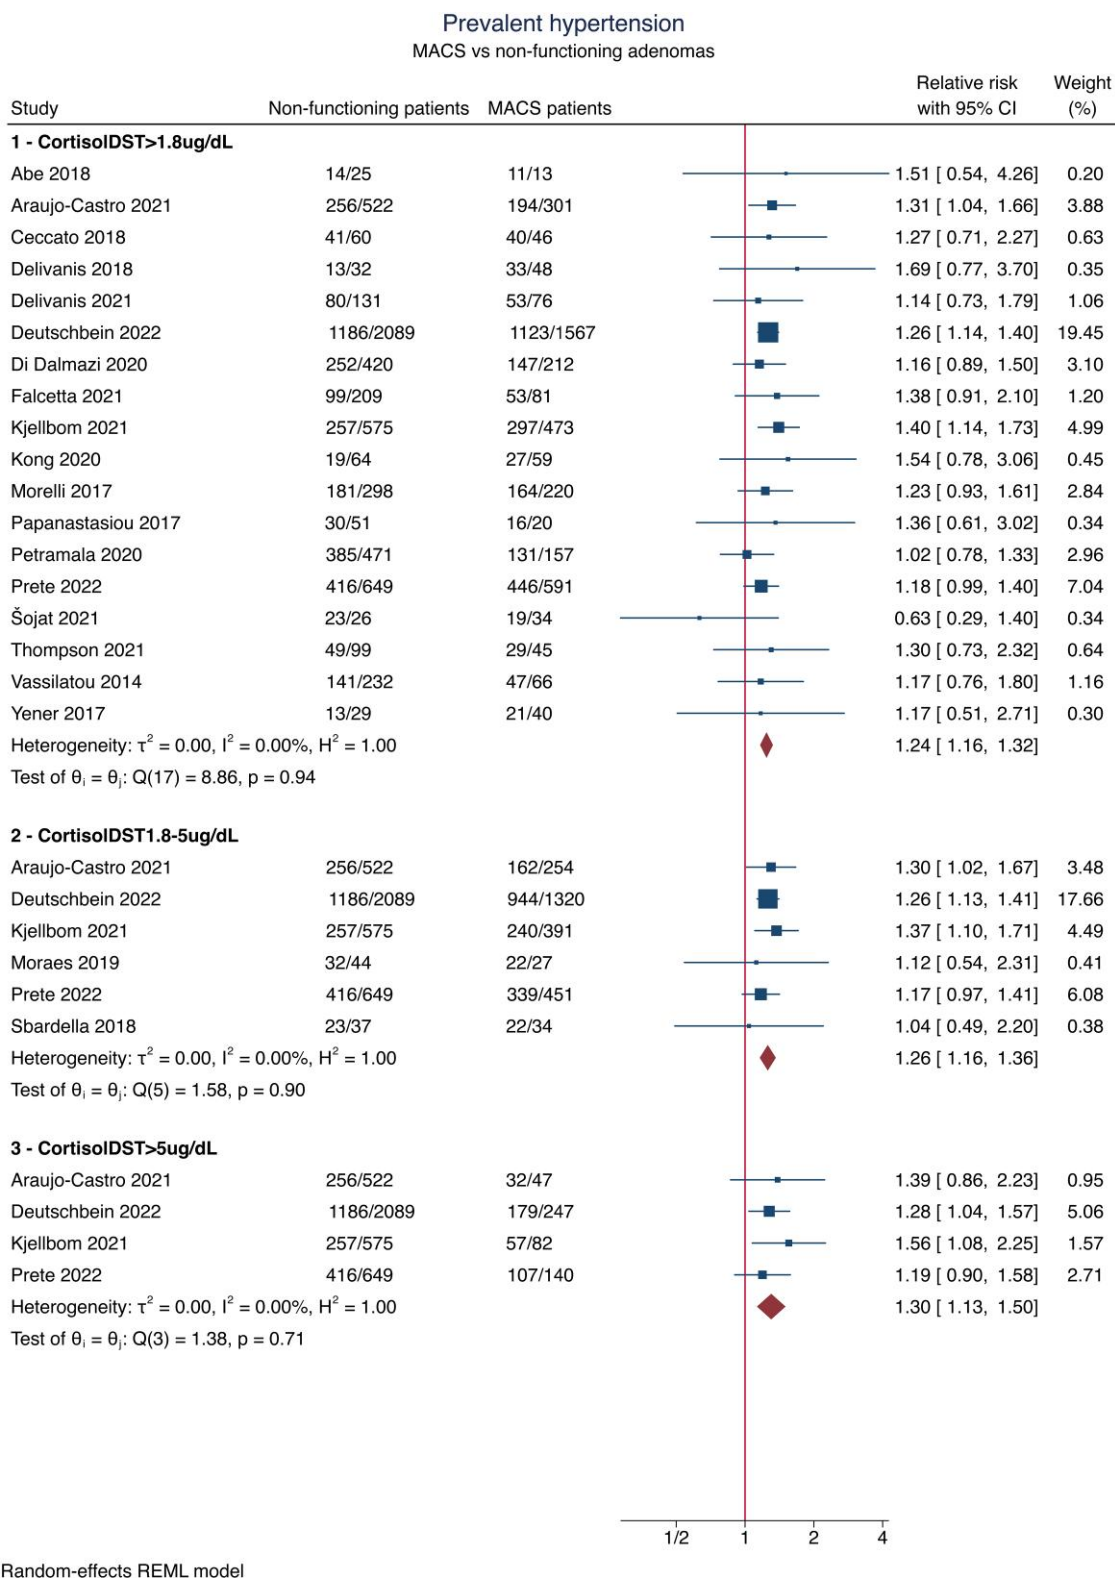 Prevalent hypertension
MACS vs non-functioning adenomas
Relative risk Weight
Study Non-functioning patients MACS patients with 95% CI (%)
1 - CortisolDST>1.8ug/dL
Abe 2018 14/25 11/13 1.51 [ 0.54, 4.26] 0.20
Araujo-Castro 2021 256/522 194/301 1.31 [ 1.04, 1.66] 3.88
Ceccato 2018 41/60 40/46 1.27 [ 0.71, 2.27] 0.63
Delivanis 2018 13/32 33/48 1.69 [ 0.77, 3.70] 0.35
Delivanis 2021 80/131 53/76 1.14 [ 0.73, 1.79] 1.06
Deutschbein 2022 1186/2089 1123/1567 1.26 [ 1.14, 1.40] 19.45
Di Dalmazi 2020 252/420 147/212 1.16 [ 0.89, 1.50] 3.10
Falcetta 2021 99/209 53/81 1.38 [ 0.91, 2.10] 1.20
Kjellbom 2021 257/575 297/473 1.40 [ 1.14, 1.73] 4.99
Kong 2020 19/64 27/59 1.54 [ 0.78, 3.06] 0.45
Morelli 2017 181/298 164/220 1.23 [ 0.93, 1.61] 2.84
Papanastasiou 2017 30/51 16/20 1.36 [ 0.61, 3.02] 0.34
Petramala 2020 385/471 131/157 1.02 [ 0.78, 1.33] 2.96
Prete 2022 416/649 446/591 1.18 [ 0.99, 1.40] 7.04
Šojat 2021 23/26 19/34 0.63 [ 0.29, 1.40] 0.34
Thompson 2021 49/99 29/45 1.30 [ 0.73, 2.32] 0.64
Vassilatou 2014 141/232 47/66 1.17 [ 0.76, 1.80] 1.16
Yener 2017 13/29 21/40 1.17 [ 0.51, 2.71] 0.30
Heterogeneity: τ² = 0.00, I² = 0.00%, H² = 1.00 1.24 [ 1.16, 1.32]
Test of θᵢ = θⱼ: Q(17) = 8.86, p = 0.94
2 - CortisolDST1.8-5ug/dL
Araujo-Castro 2021 256/522 162/254 1.30 [ 1.02, 1.67] 3.48
Deutschbein 2022 1186/2089 944/1320 1.26 [ 1.13, 1.41] 17.66
Kjellbom 2021 257/575 240/391 1.37 [ 1.10, 1.71] 4.49
Moraes 2019 32/44 22/27 1.12 [ 0.54, 2.31] 0.41
Prete 2022 416/649 339/451 1.17 [ 0.97, 1.41] 6.08
Sbardella 2018 23/37 22/34 1.04 [ 0.49, 2.20] 0.38
Heterogeneity: τ² = 0.00, I² = 0.00%, H² = 1.00 1.26 [ 1.16, 1.36]
Test of θᵢ = θⱼ: Q(5) = 1.58, p = 0.90
3 - CortisolDST>5ug/dL
Araujo-Castro 2021 256/522 32/47 1.39 [ 0.86, 2.23] 0.95
Deutschbein 2022 1186/2089 179/247 1.28 [ 1.04, 1.57] 5.06
Kjellbom 2021 257/575 57/82 1.56 [ 1.08, 2.25] 1.57
Prete 2022 416/649 107/140 1.19 [ 0.90, 1.58] 2.71
Heterogeneity: τ² = 0.00, I² = 0.00%, H² = 1.00 1.30 [ 1.13, 1.50]
Test of θᵢ = θⱼ: Q(3) = 1.38, p = 0.71
1/2 1 2 4
Random-effects REML model